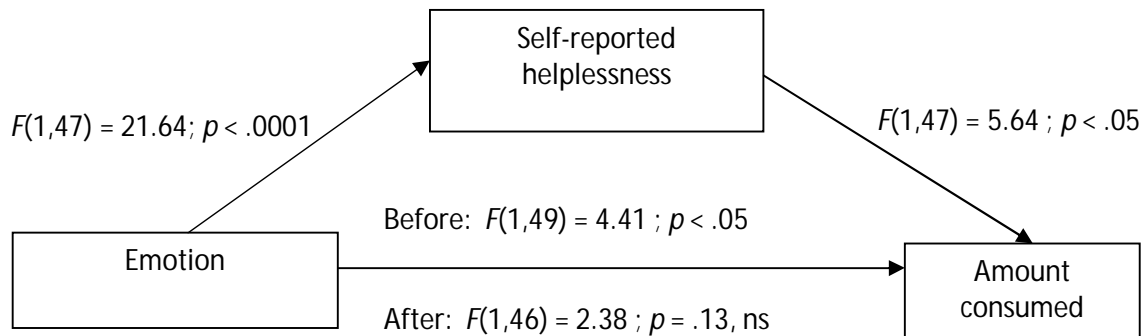 Self-reported
helplessness
F(1,47) = 21.64 ; p < .0001
F(1,47) = 5.64 ; p < .05
Before: F(1,49) = 4.41 ; p < .05
Emotion
Amount
consumed
After: F(1,46) = 2.38 ; p = .13, ns